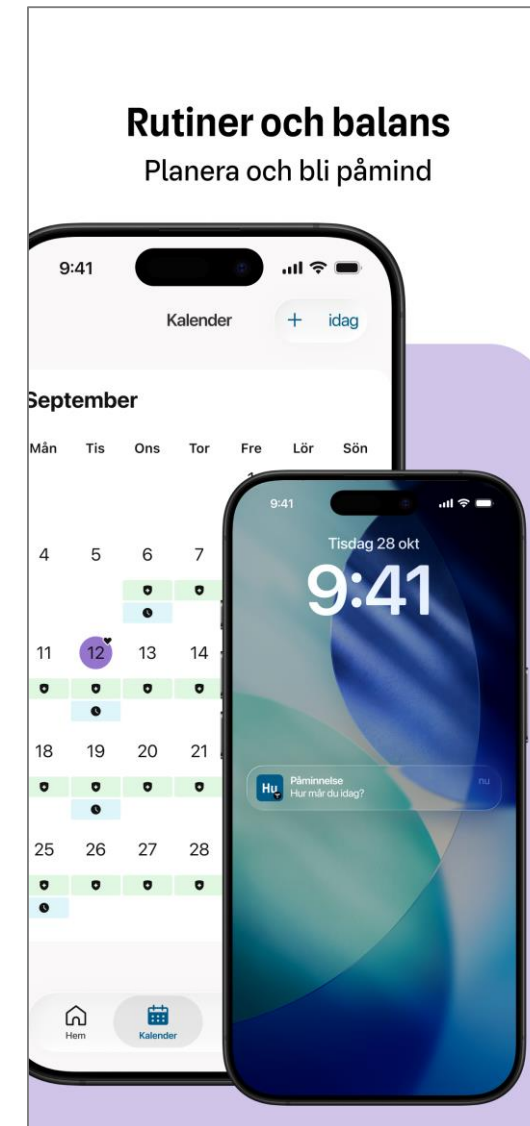 Rutiner och balans
Planera och bli påmind
9:41
Kalender
+ idag
September
Mån Tis Ons Tor Fre Lör Sön
4 5 6 7
11 12 13 14
18 19 20 21
25 26 27 28
Hem
Kalender
9:41
Tisdag 28 okt
9:41
Hu
Påminnelse
nu
Hur mår du idag?